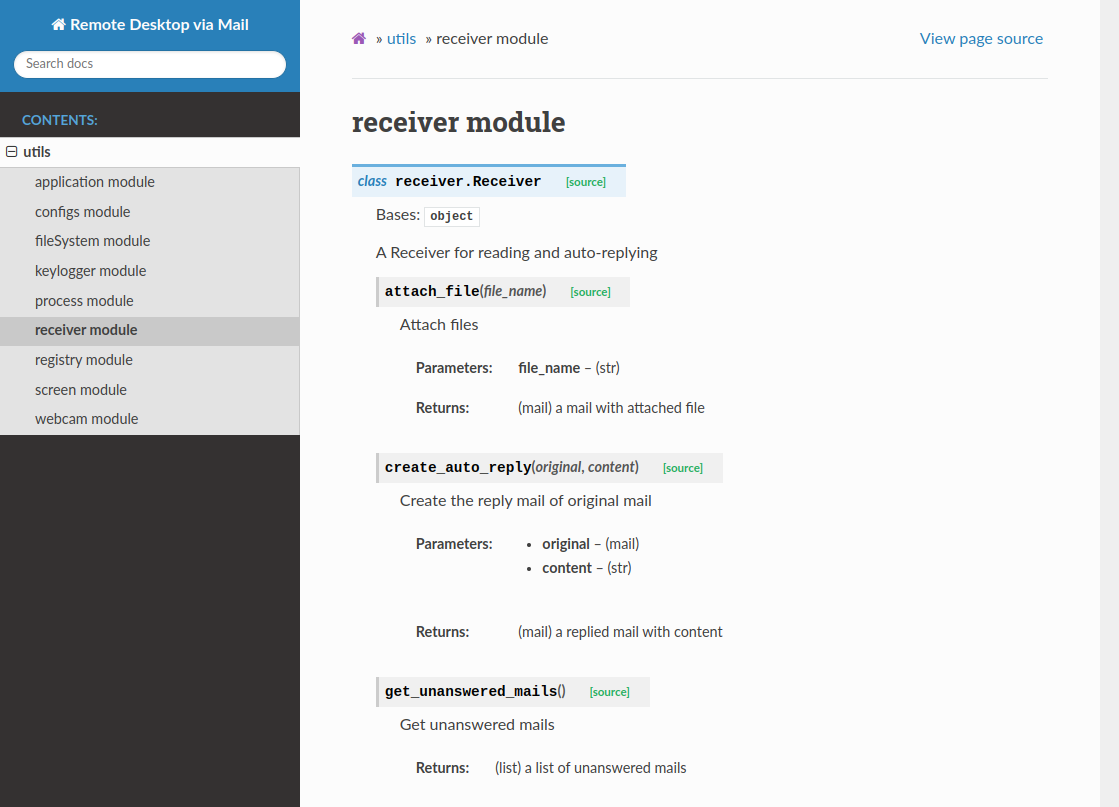 Remote Desktop via Mail
Search docs
CONTENTS:
utils
application module
configs module
fileSystem module
keylogger module
process module
receiver module
registry module
screen module
webcam module
» utils » receiver module
View page source
receiver module
class receiver.Receiver [source]
Bases: object
A Receiver for reading and auto-replying
attach_file(file_name) [source]
Attach files
Parameters: file_name – (str)
Returns: (mail) a mail with attached file
create_auto_reply(original, content) [source]
Create the reply mail of original mail
Parameters: • original – (mail)
• content – (str)
Returns: (mail) a replied mail with content
get_unanswered_mails() [source]
Get unanswered mails
Returns: (list) a list of unanswered mails